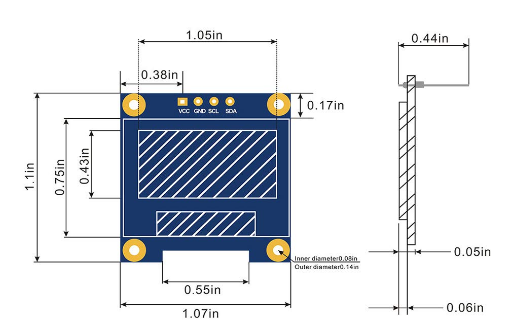 1.05in
0.44in
0.38in
0.17in
VCC GND SCL SDA
1.1in
0.75in
0.43in
0.05in
Inner diameter0.08in
Outer diameter0.14in
0.55in
0.06in
1.07in